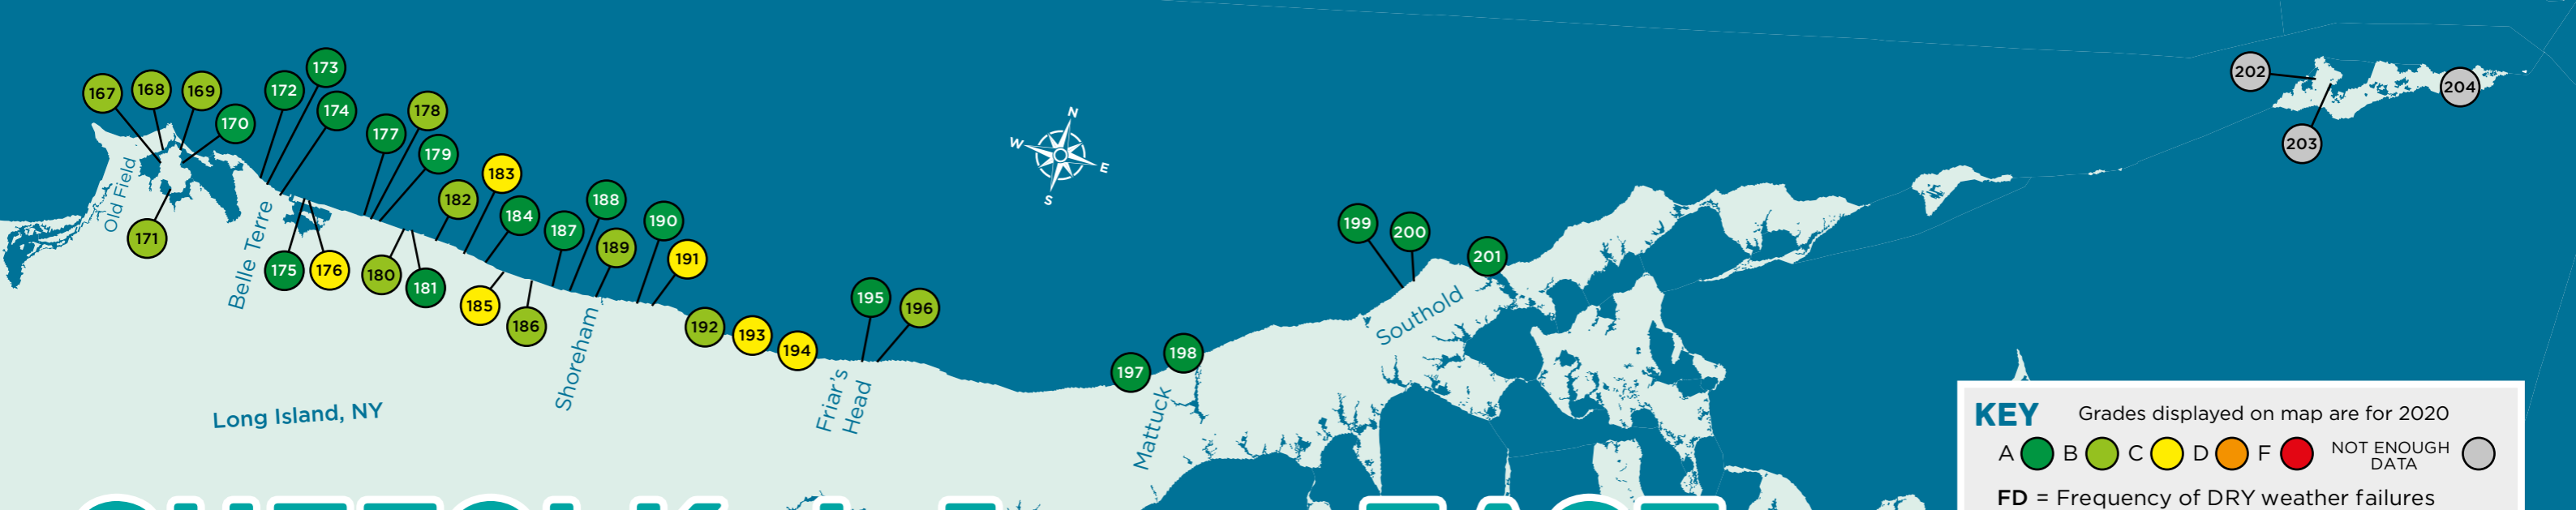 173
167
168
169
172
174
178
170
177
179
183
182
171
175
176
180
181
184
185
186
187
188
189
190
191
192
193
194
195
196
197
198
199
200
201
202
203
204
N
W
E
S
Old Field
Belle Terre
Shoreham
Friar's
Head
Mattuck
Southold
Long Island, NY
KEY Grades displayed on map are for 2020
A B C D F NOT ENOUGH
DATA
FD = Frequency of DRY weather failures